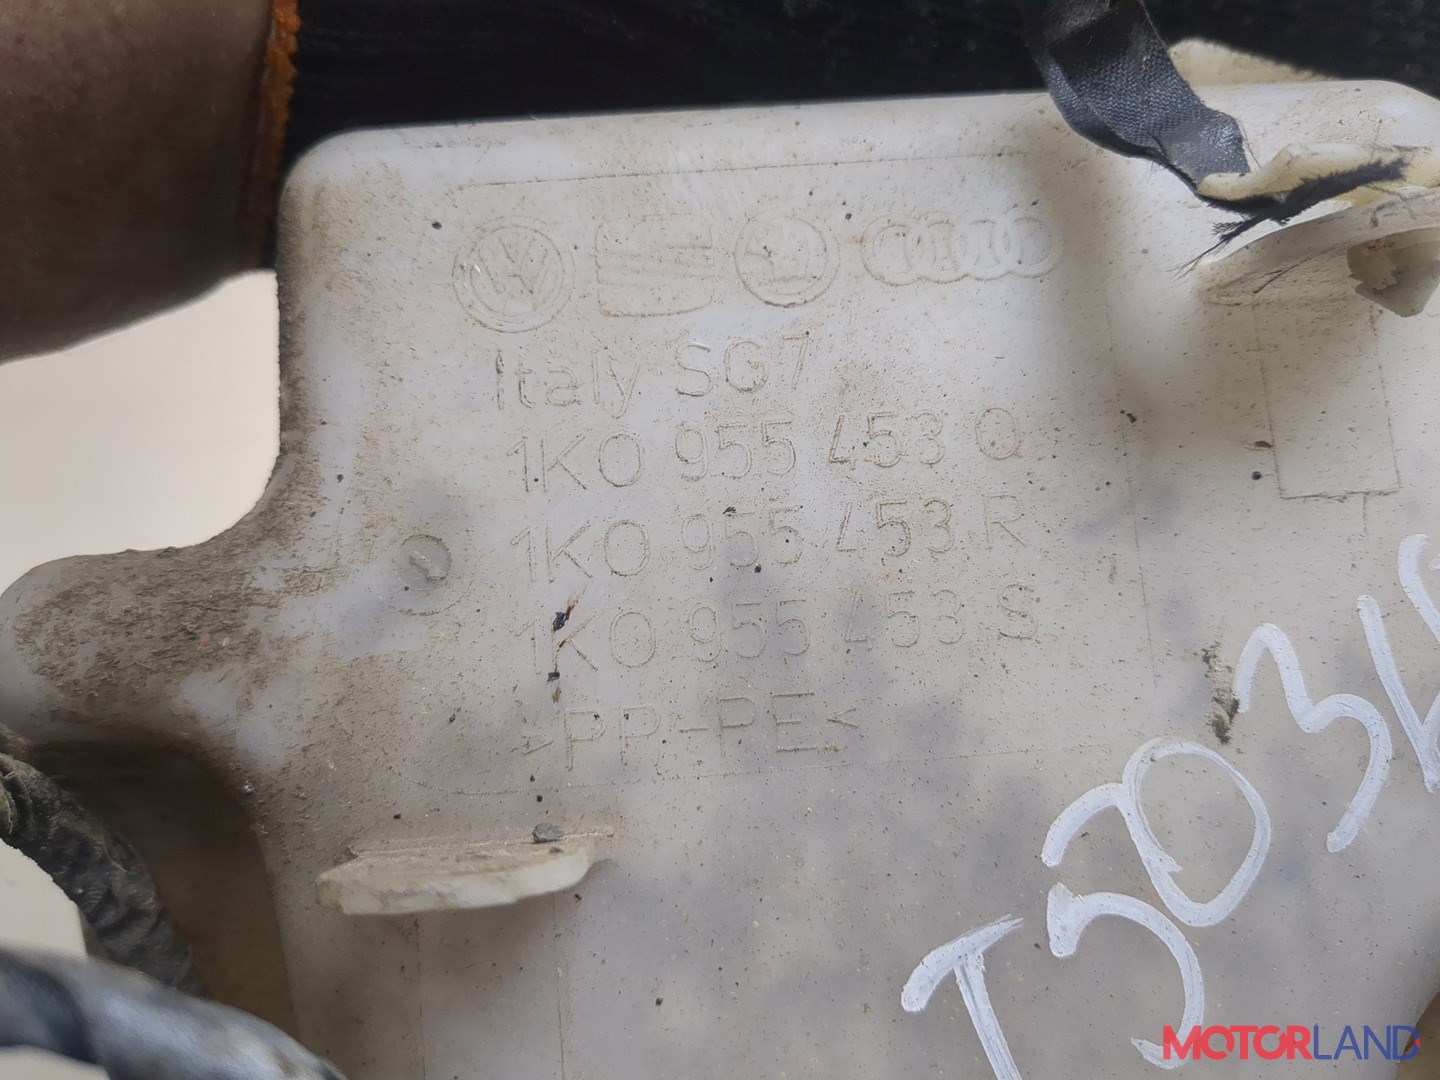 Italy SG7
1K0 955 453 Q
1K0 955 453 R
1K0 955 453 S
>PP-PE<
MOTORLAND